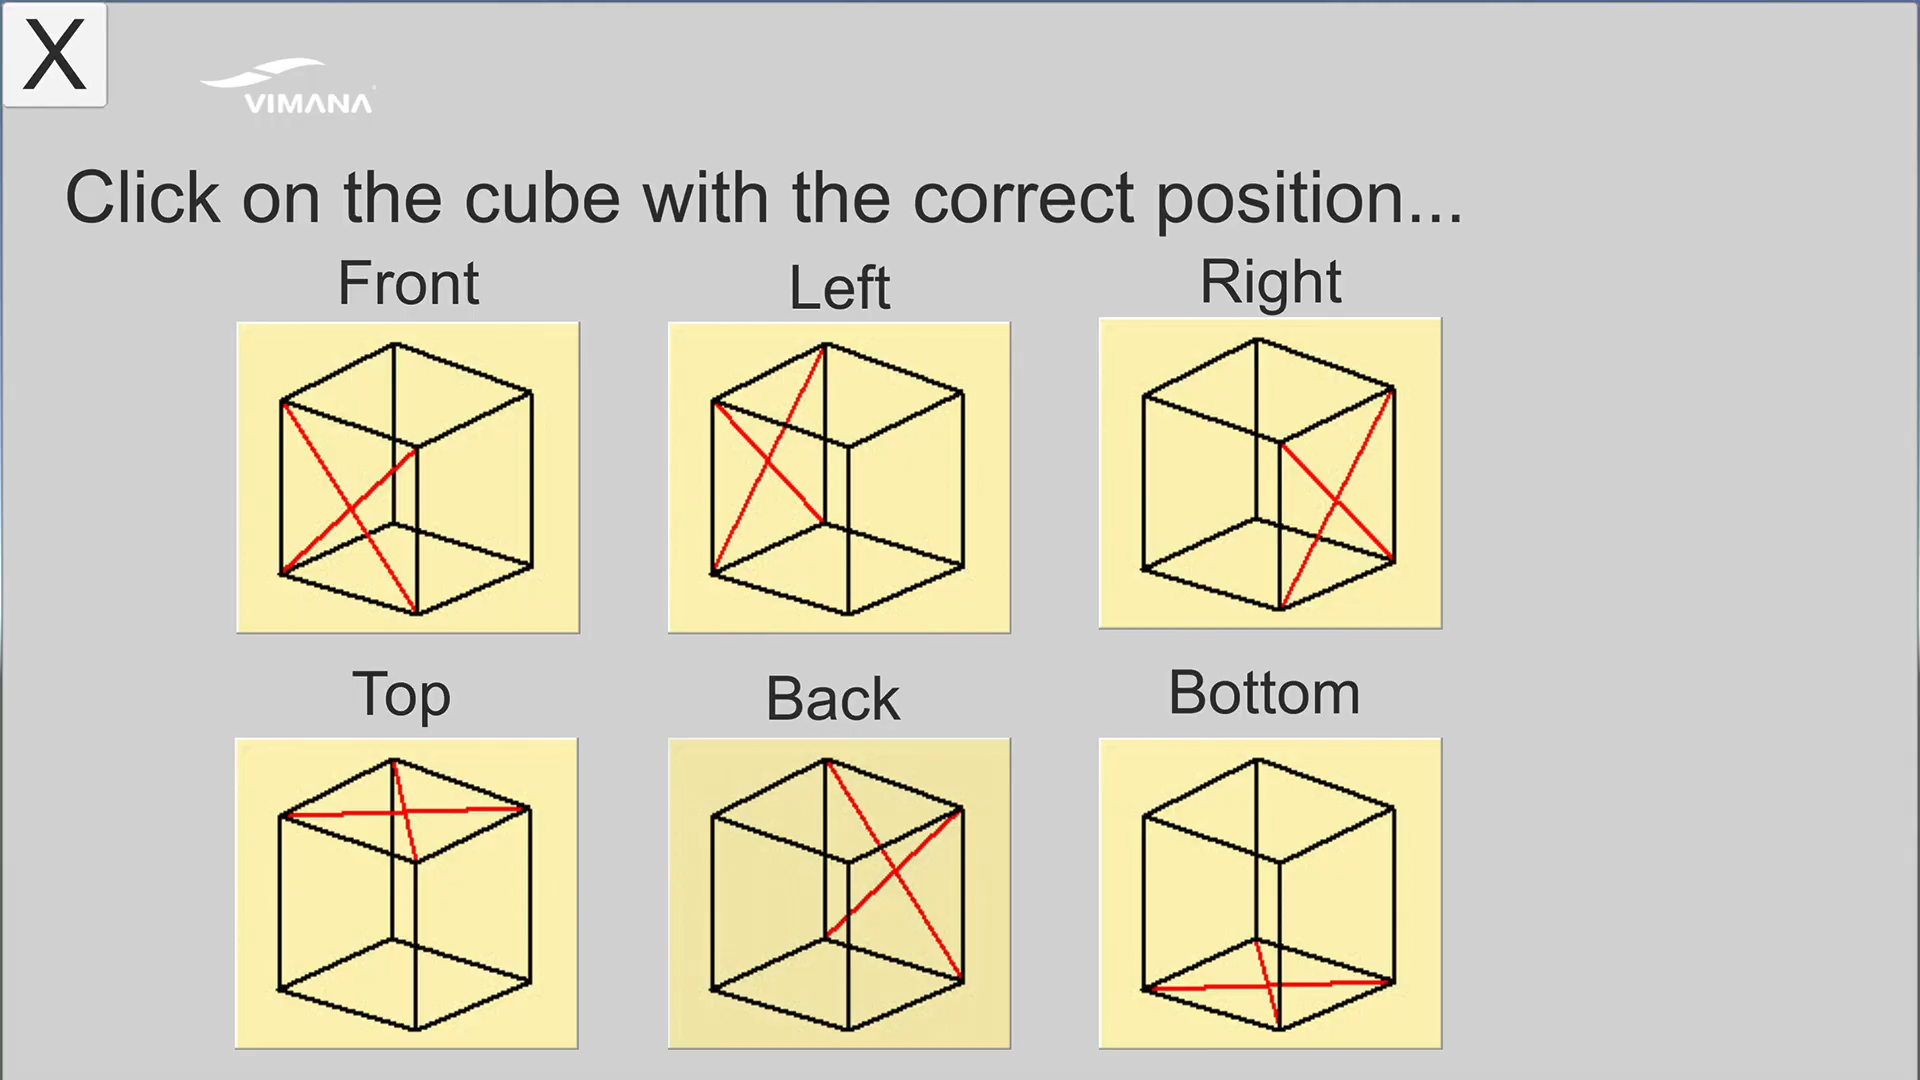 X
VIMANA
Click on the cube with the correct position...
Front
Left
Right
Top
Back
Bottom